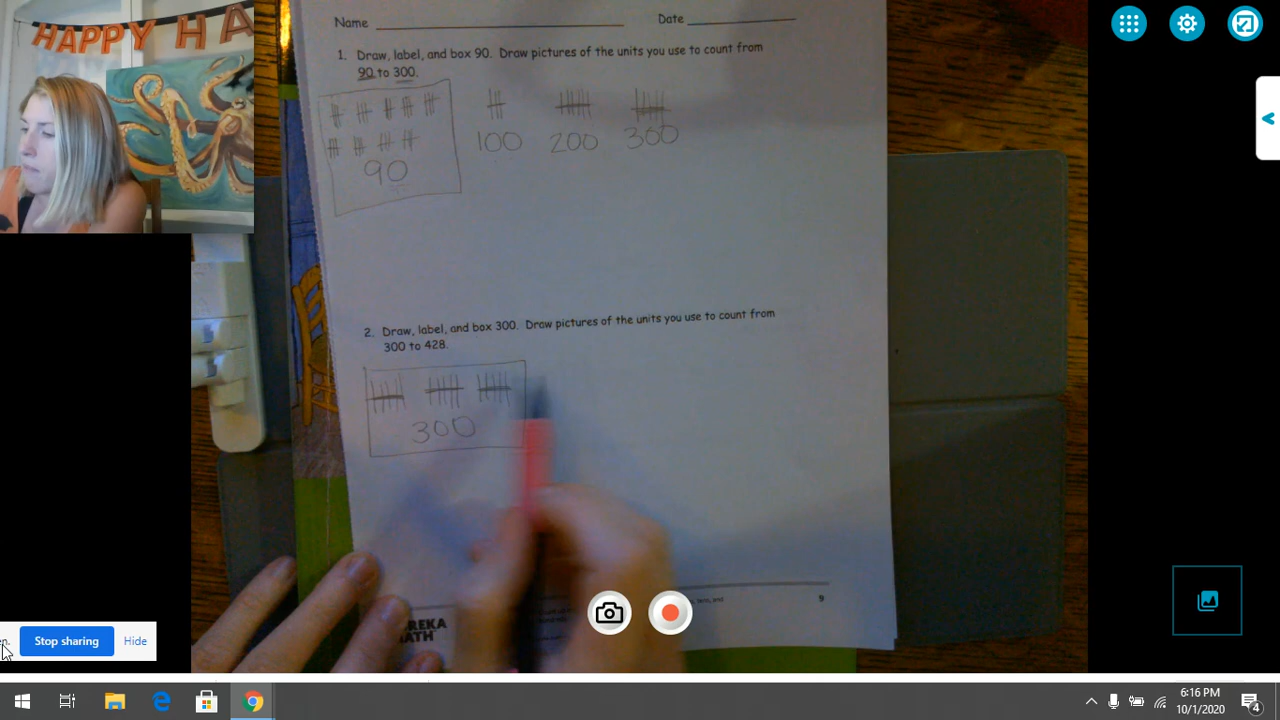 HAPPY HA
Name Date
1. Draw, label, and box 90. Draw pictures of the units you use to count from
90 to 300.
90
100
200
300
2. Draw, label, and box 300. Draw pictures of the units you use to count from
300 to 428.
300
EUREKA
MATH
9
Stop sharing Hide
6:16 PM
10/1/2020
4